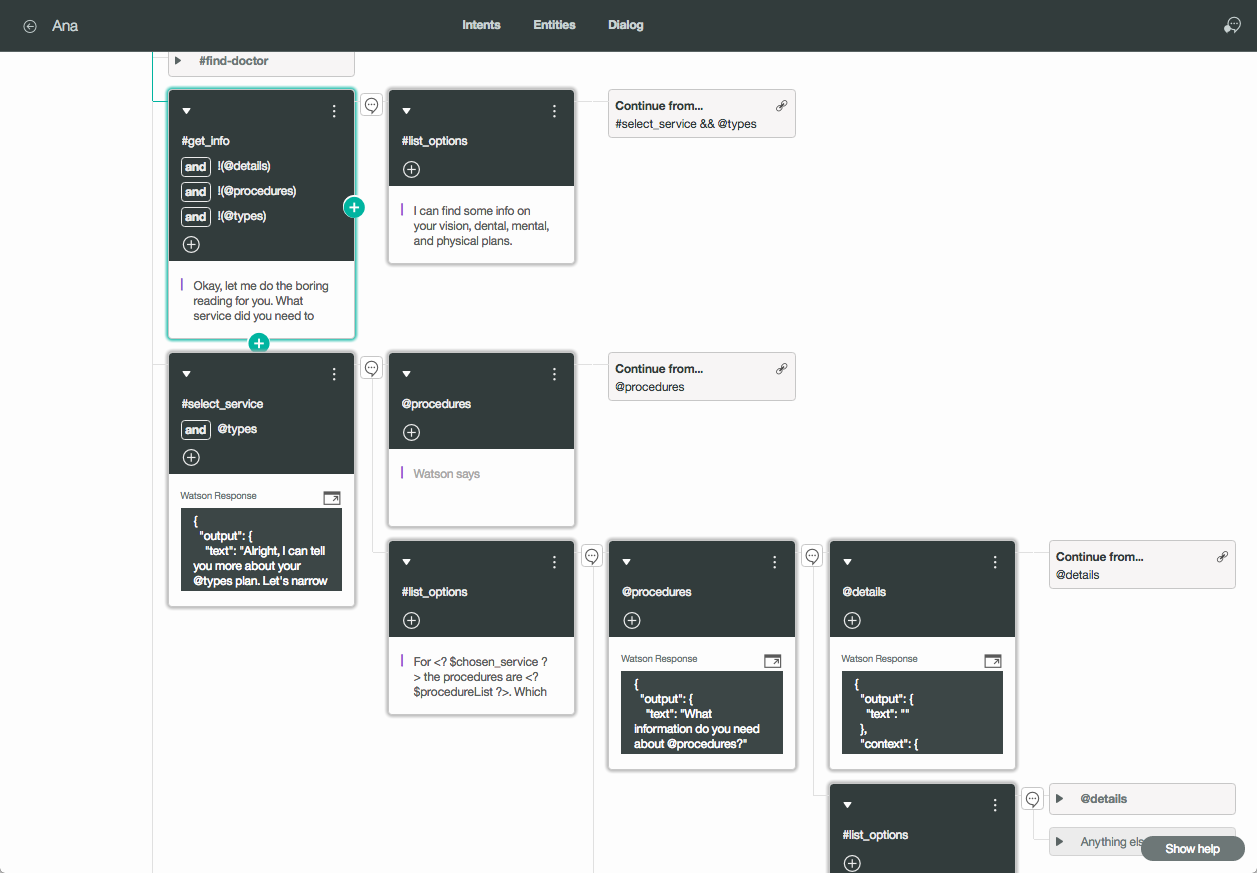 Ana
Intents
Entities
Dialog
#find-doctor
#get_info
and !(@details)
and !(@procedures)
and !(@types)
Okay, let me do the boring
reading for you. What
service did you need to
#list_options
I can find some info on
your vision, dental, mental,
and physical plans.
Continue from...
#select_service && @types
#select_service
and @types
Watson Response
{
"output": {
"text": "Alright, I can tell
you more about your
@types plan. Let's narrow
@procedures
Watson says
Continue from...
@procedures
#list_options
For <? $chosen_service ?
> the procedures are <?
$procedureList ?>. Which
@procedures
Watson Response
{
"output": {
"text": "What
information do you need
about @procedures?"
@details
Watson Response
{
"output": {
"text": ""
},
"context": {
Continue from...
@details
#list_options
@details
Anything els
Show help